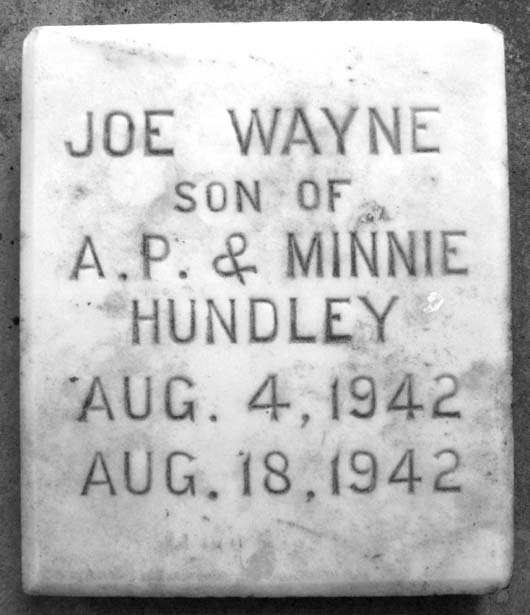 JOE WAYNE
SON OF
A. P. & MINNIE
HUNDLEY
AUG. 4, 1942
AUG. 18, 1942